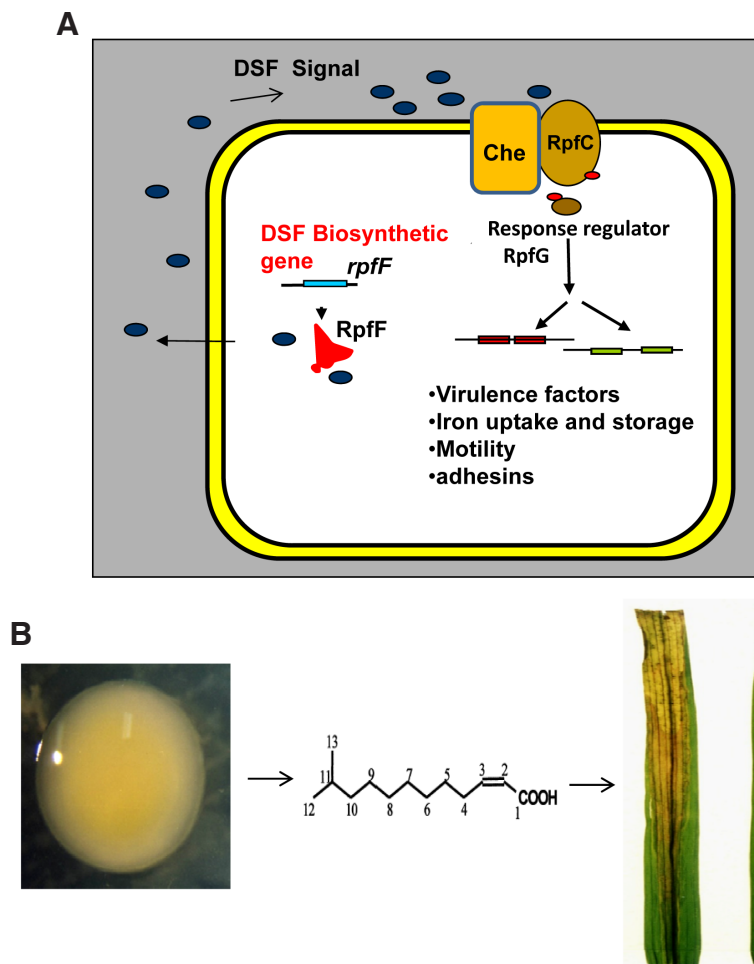 A
DSF Signal
Che
RpfC
DSF Biosynthetic
gene
rpfF
Response regulator
RpfG
RpfF
•Virulence factors
•Iron uptake and storage
•Motility
•adhesins
B
13
11
9
7
5
3
2
COOH
12
10
8
6
4
1